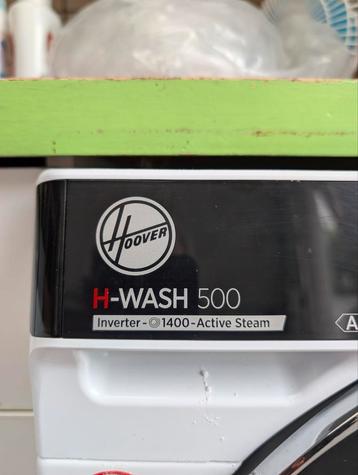 HOOVER
H-WASH 500
Inverter-◎1400-Active Steam
A